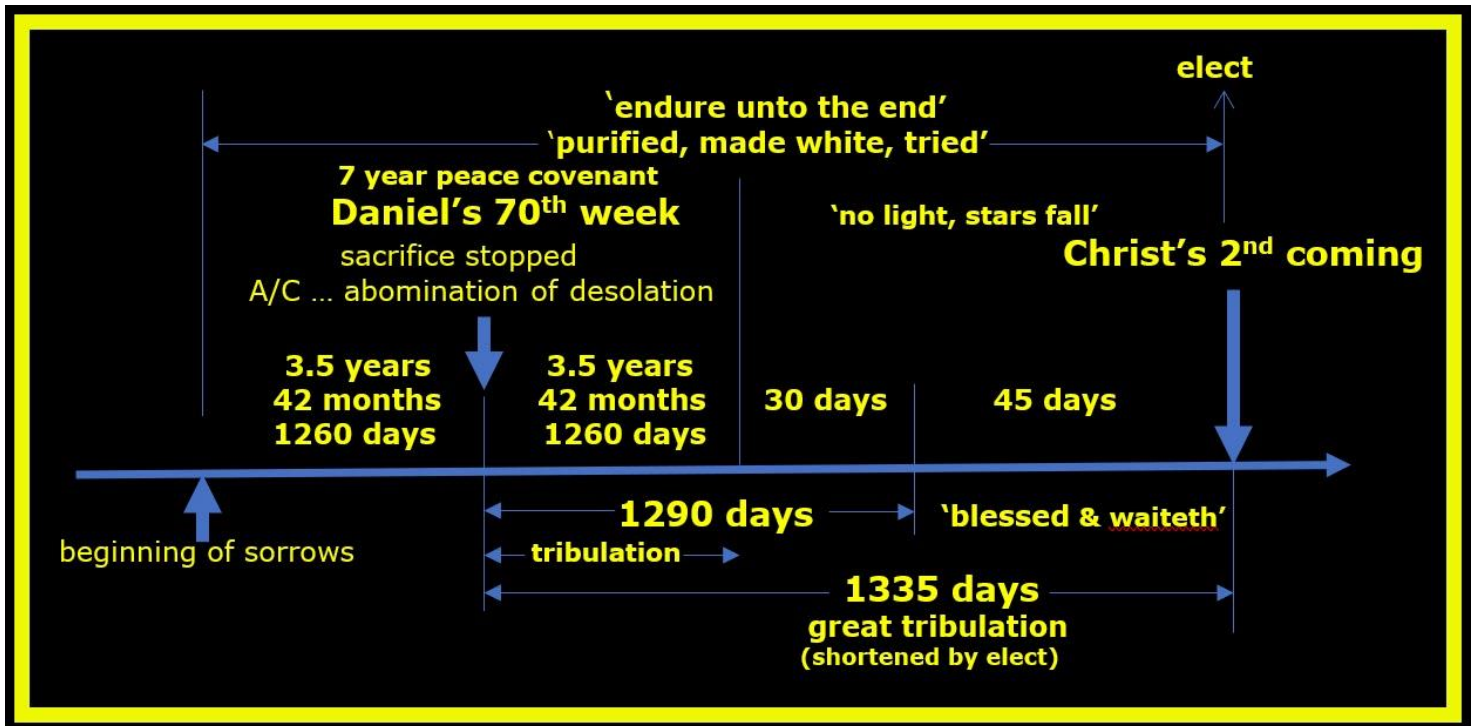 elect
‘endure unto the end’
‘purified, made white, tried’
7 year peace covenant
Daniel’s 70th week
‘no light, stars fall’
sacrifice stopped
Christ’s 2nd coming
A/C ... abomination of desolation
3.5 years
42 months
1260 days
3.5 years
42 months
1260 days
30 days
45 days
1290 days
‘blessed & waiteth’
beginning of sorrows
tribulation
1335 days
great tribulation
(shortened by elect)